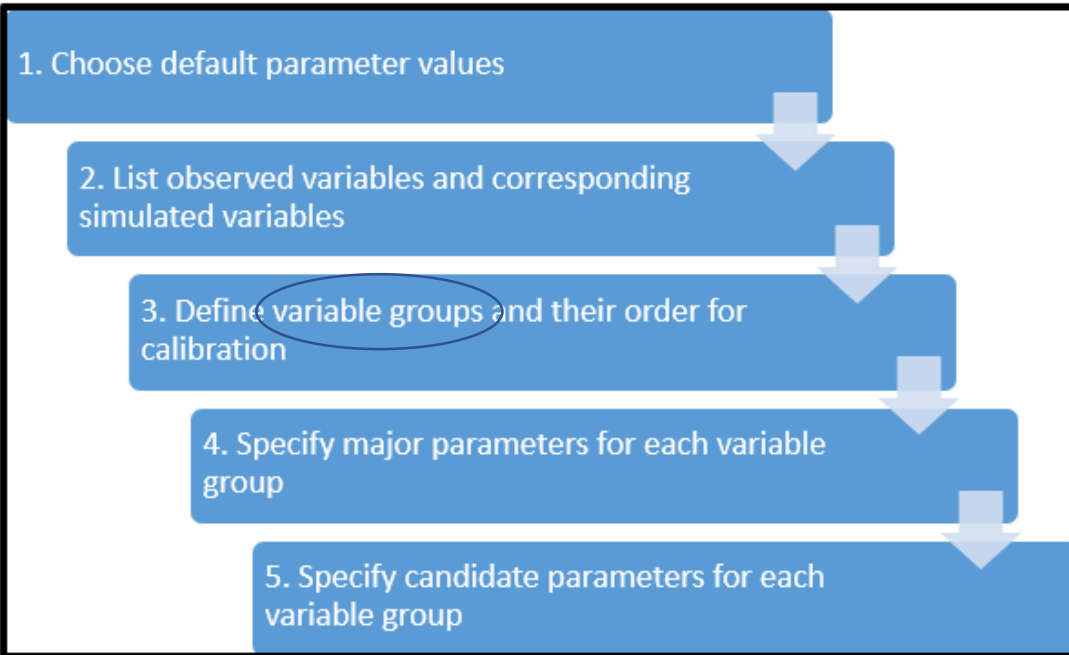 1. Choose default parameter values
2. List observed variables and corresponding
simulated variables
3. Define variable groups and their order for
calibration
4. Specify major parameters for each variable
group
5. Specify candidate parameters for each
variable group